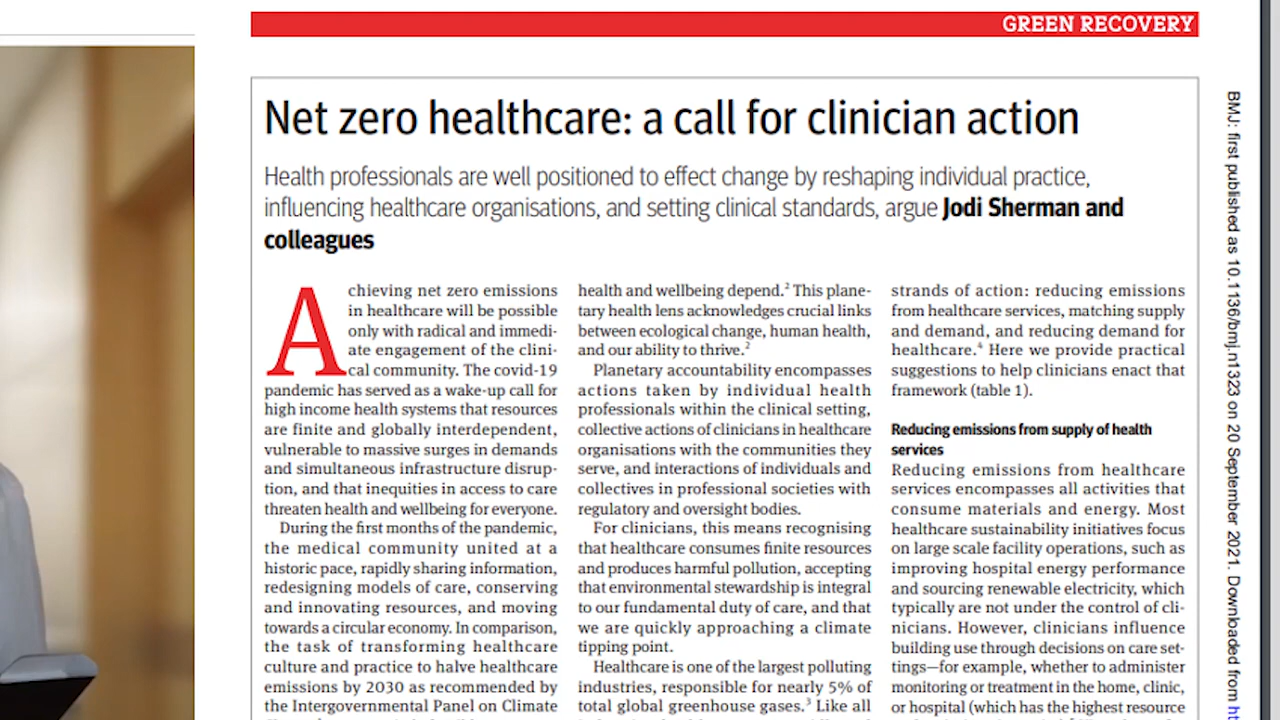 GREEN RECOVERY
Net zero healthcare: a call for clinician action
Health professionals are well positioned to effect change by reshaping individual practice,
influencing healthcare organisations, and setting clinical standards, argue Jodi Sherman and
colleagues
Achieving net zero emissions
in healthcare will be possible
only with radical and immedi-
ate engagement of the clini-
cal community. The covid-19
pandemic has served as a wake-up call for
high income health systems that resources
are finite and globally interdependent,
vulnerable to massive surges in demands
and simultaneous infrastructure disrup-
tion, and that inequities in access to care
threaten health and wellbeing for everyone.
During the first months of the pandemic,
the medical community united at a
historic pace, rapidly sharing information,
redesigning models of care, conserving
and innovating resources, and moving
towards a circular economy. In comparison,
the task of transforming healthcare
culture and practice to halve healthcare
emissions by 2030 as recommended by
the Intergovernmental Panel on Climate
health and wellbeing depend.² This plane-
tary health lens acknowledges crucial links
between ecological change, human health,
and our ability to thrive.²
Planetary accountability encompasses
actions taken by individual health
professionals within the clinical setting,
collective actions of clinicians in healthcare
organisations with the communities they
serve, and interactions of individuals and
collectives in professional societies with
regulatory and oversight bodies.
For clinicians, this means recognising
that healthcare consumes finite resources
and produces harmful pollution, accepting
that environmental stewardship is integral
to our fundamental duty of care, and that
we are quickly approaching a climate
tipping point.
Healthcare is one of the largest polluting
industries, responsible for nearly 5% of
total global greenhouse gases.³ Like all
strands of action: reducing emissions
from healthcare services, matching supply
and demand, and reducing demand for
healthcare.⁴ Here we provide practical
suggestions to help clinicians enact that
framework (table 1).
Reducing emissions from supply of health
services
Reducing emissions from healthcare
services encompasses all activities that
consume materials and energy. Most
healthcare sustainability initiatives focus
on large scale facility operations, such as
improving hospital energy performance
and sourcing renewable electricity, which
typically are not under the control of cli-
nicians. However, clinicians influence
building use through decisions on care set-
tings—for example, whether to administer
monitoring or treatment in the home, clinic,
or hospital (which has the highest resource
BMJ: first published as 10.1136/bmj.n1323 on 20 September 2021. Downloaded from ht